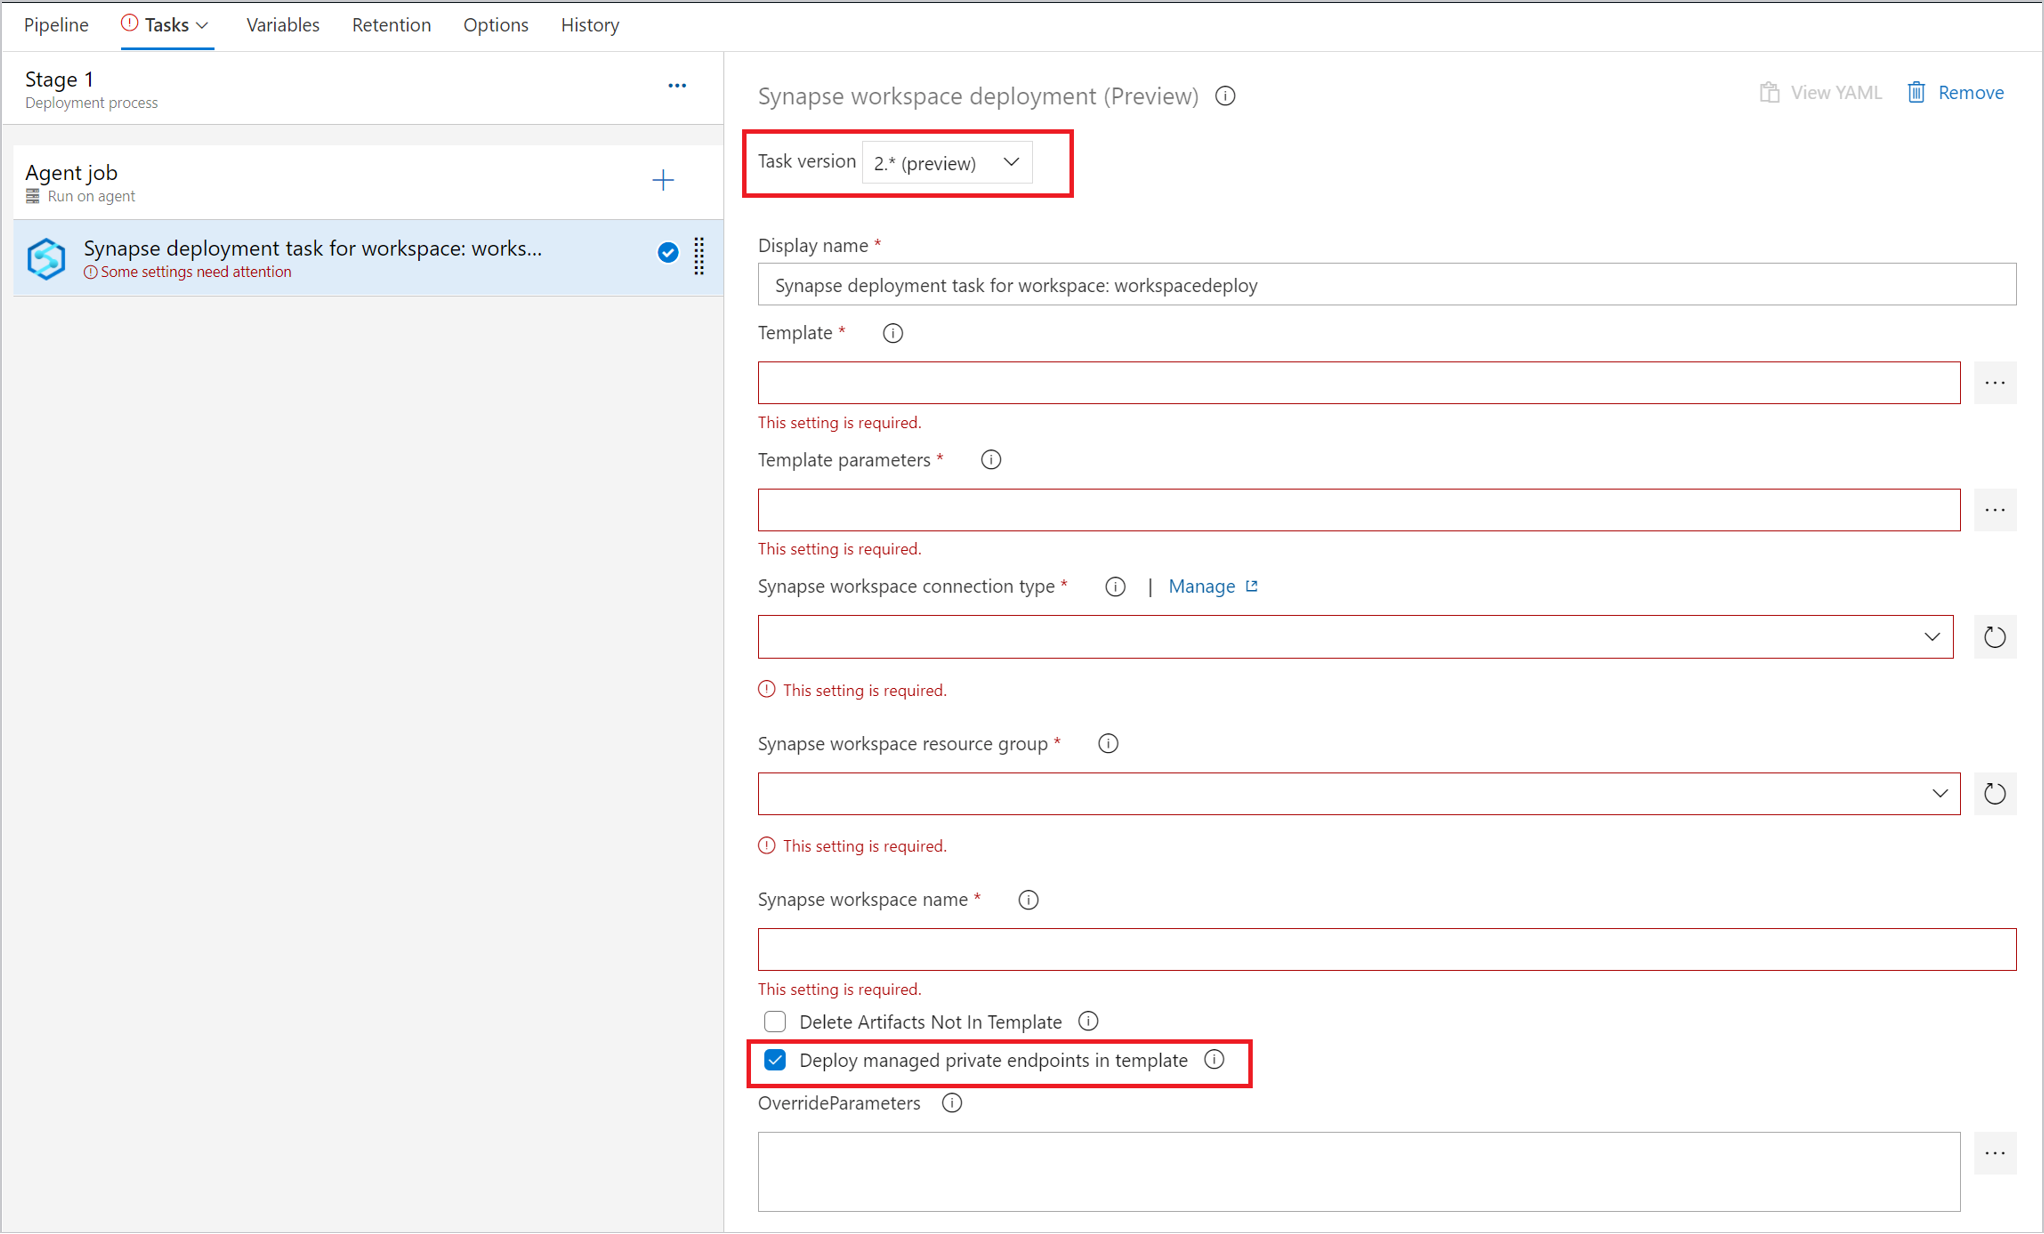 Pipeline Tasks Variables Retention Options History
Stage 1
Deployment process
Agent job
Run on agent
Synapse deployment task for workspace: works...
Some settings need attention
Synapse workspace deployment (Preview)
View YAML Remove
Task version 2.* (preview)
Display name *
Synapse deployment task for workspace: workspacedeploy
Template *
This setting is required.
Template parameters *
This setting is required.
Synapse workspace connection type * | Manage
This setting is required.
Synapse workspace resource group *
This setting is required.
Synapse workspace name *
This setting is required.
Delete Artifacts Not In Template
Deploy managed private endpoints in template
OverrideParameters